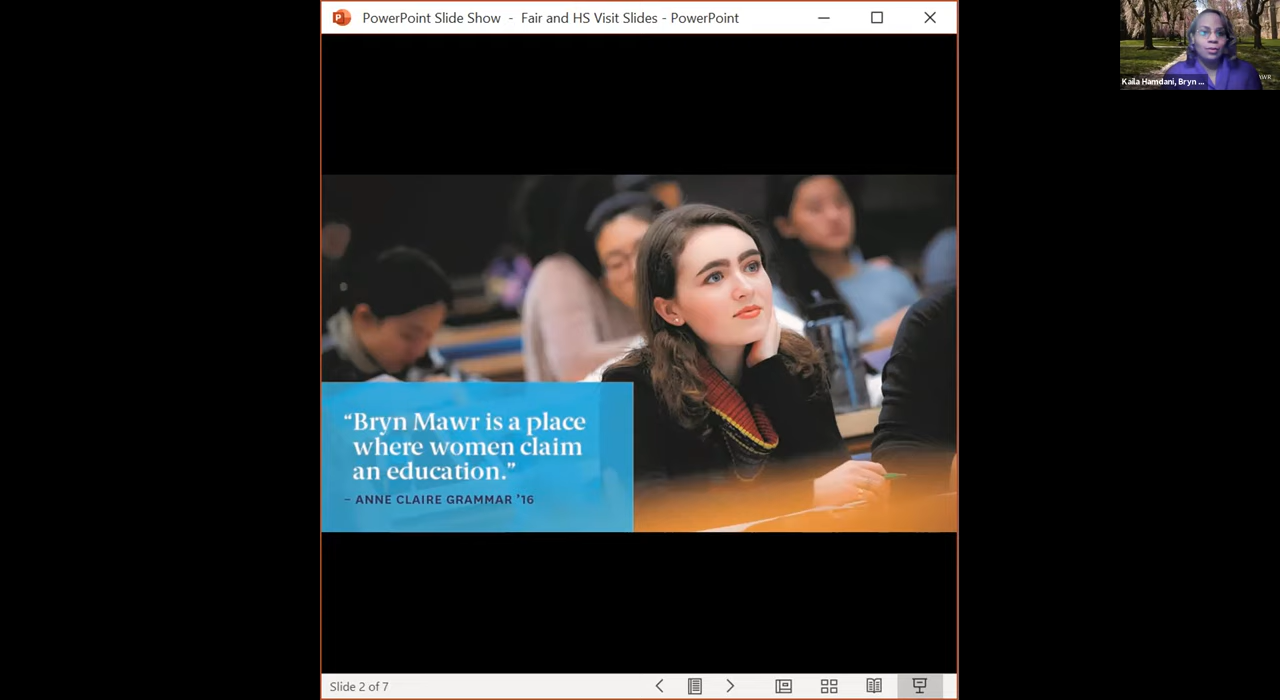 PowerPoint Slide Show - Fair and HS Visit Slides - PowerPoint
Kaila Hamdani, Bryn ...
AWR
“Bryn Mawr is a place
where women claim
an education.”
– ANNE CLAIRE GRAMMAR ’16
Slide 2 of 7